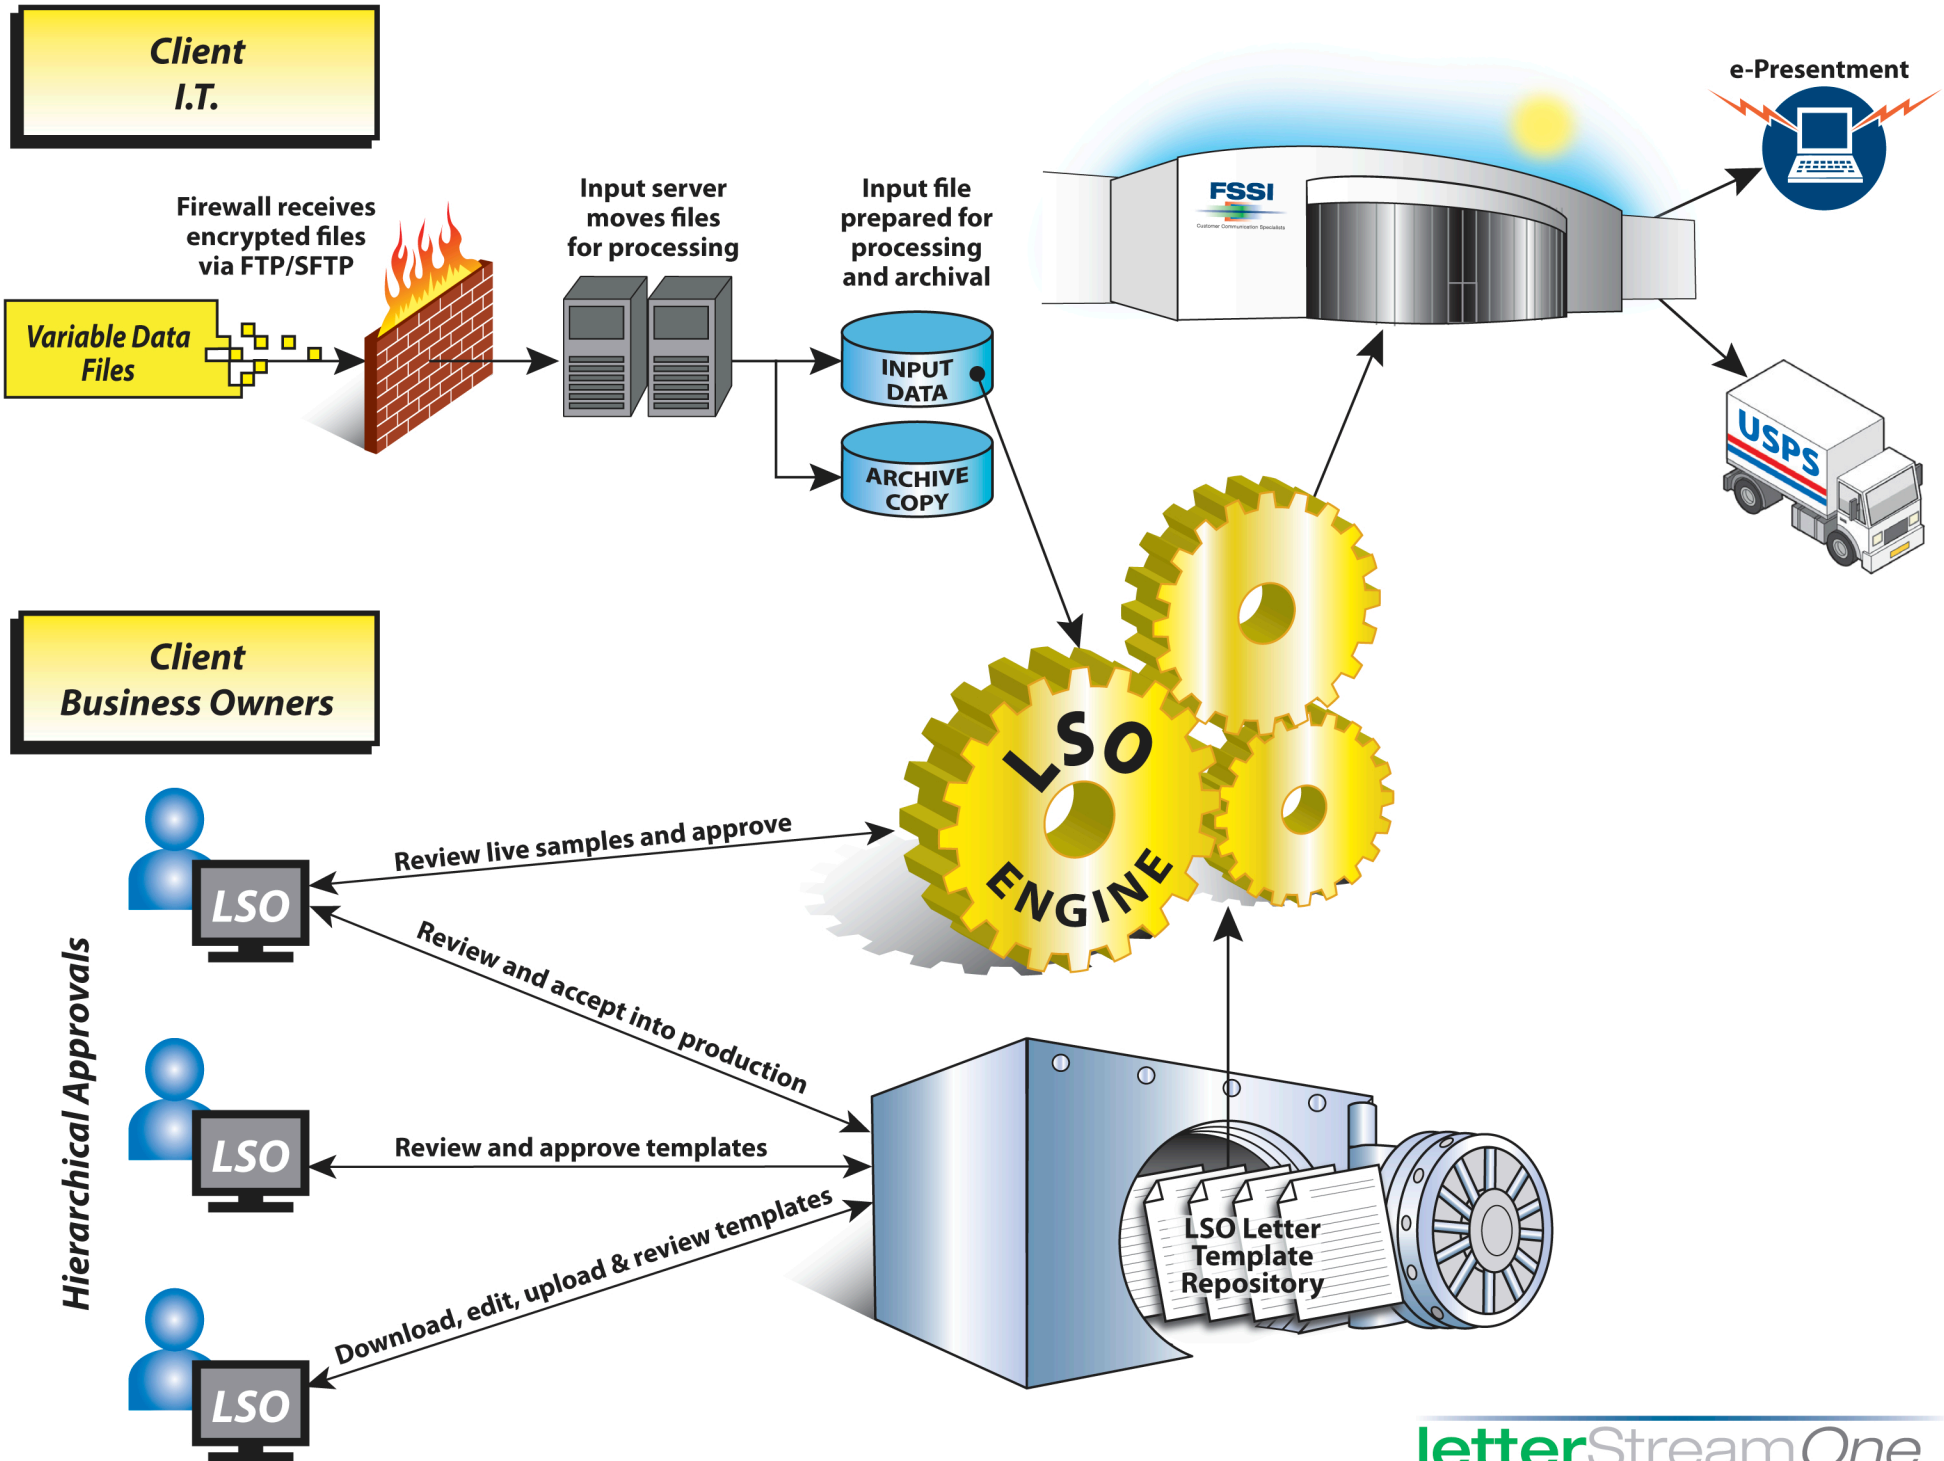 Client
I.T.
Firewall receives
encrypted files
via FTP/SFTP
Variable Data
Files
Input server
moves files
for processing
Input file
prepared for
processing
and archival
INPUT
DATA
ARCHIVE
COPY
FSSI
Customer Communication Specialists
e-Presentment
USPS
Client
Business Owners
LSO
ENGINE
Hierarchical Approvals
LSO
Review live samples and approve
Review and accept into production
LSO
Review and approve templates
LSO
Download, edit, upload & review templates
LSO Letter
Template
Repository
letterStreamOne